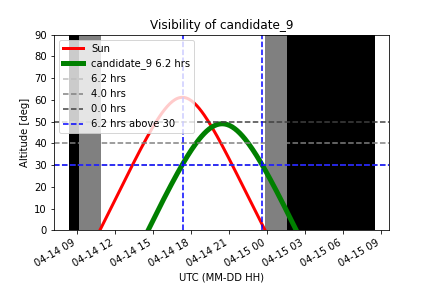 Visibility of candidate_9
Altitude [deg]
90
80
70
60
50
40
30
20
10
0
Sun
candidate_9 6.2 hrs
6.2 hrs
4.0 hrs
0.0 hrs
6.2 hrs above 30
04-14 09
04-14 12
04-14 15
04-14 18
04-14 21
04-15 00
04-15 03
04-15 06
04-15 09
UTC (MM-DD HH)